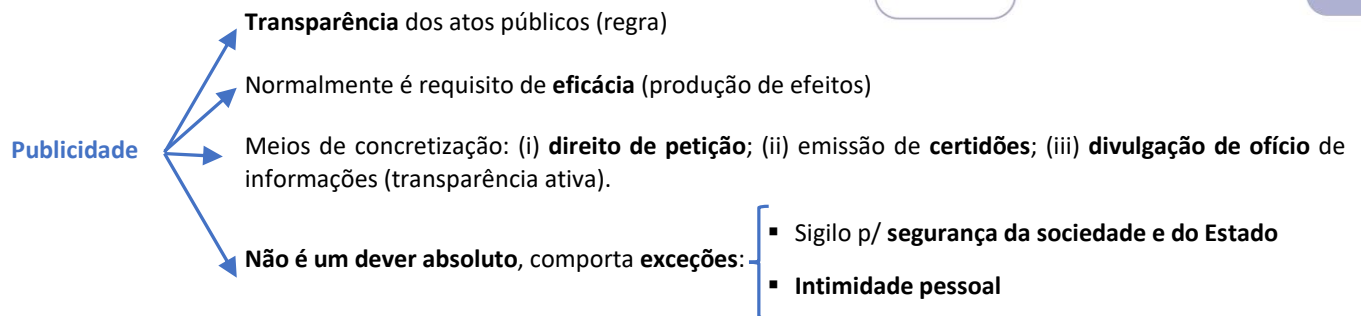 Transparência dos atos públicos (regra)
Normalmente é requisito de eficácia (produção de efeitos)
Publicidade
Meios de concretização: (i) direito de petição; (ii) emissão de certidões; (iii) divulgação de ofício de
informações (transparência ativa).
Não é um dever absoluto, comporta exceções:
▪ Sigilo p/ segurança da sociedade e do Estado
▪ Intimidade pessoal